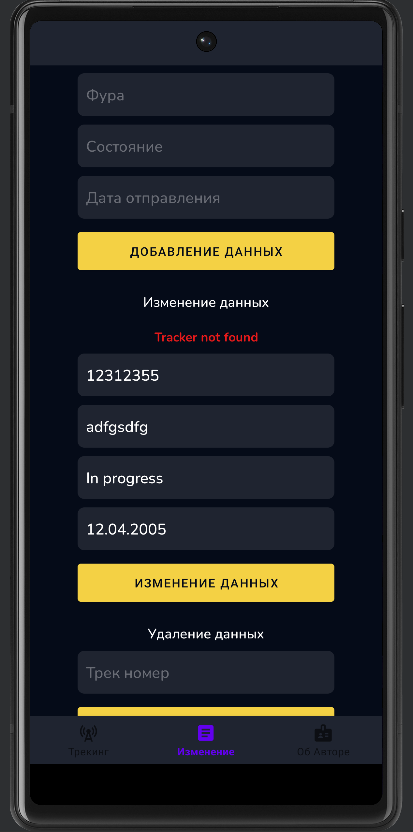 Фура
Состояние
Дата отправления
ДОБАВЛЕНИЕ ДАННЫХ
Изменение данных
Tracker not found
12312355
adfgsdfg
In progress
12.04.2005
ИЗМЕНЕНИЕ ДАННЫХ
Удаление данных
Трек номер
Трекинг
Изменения
Об Авторе